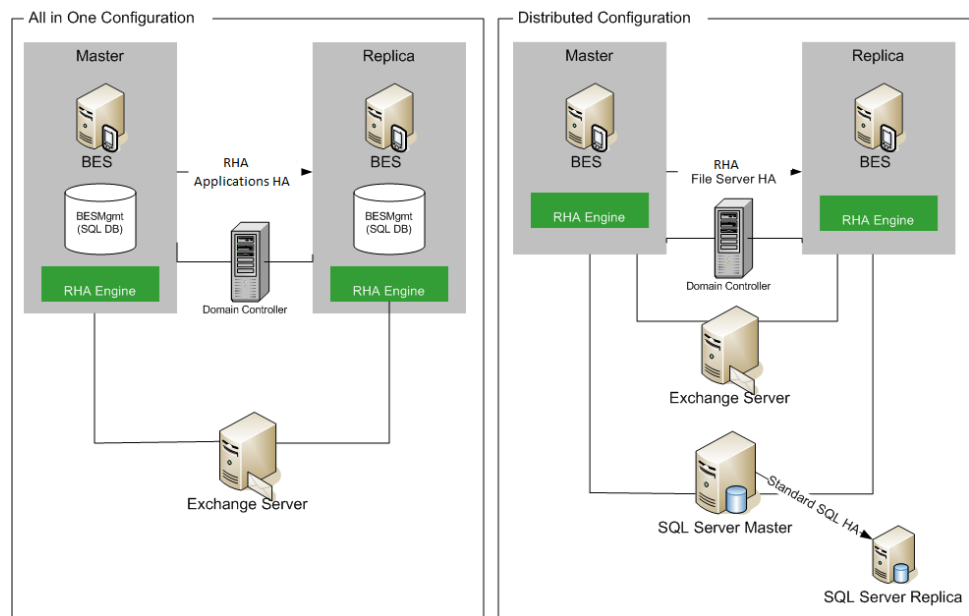 All in One Configuration
Master
Replica
BES
BES
RHA
Applications HA
BESMgmt
(SQL DB)
BESMgmt
(SQL DB)
RHA Engine
RHA Engine
Domain Controller
Exchange Server
Distributed Configuration
Master
Replica
BES
BES
RHA
File Server HA
RHA Engine
RHA Engine
Domain Controller
Exchange Server
Standard SQL HA
SQL Server Master
SQL Server Replica